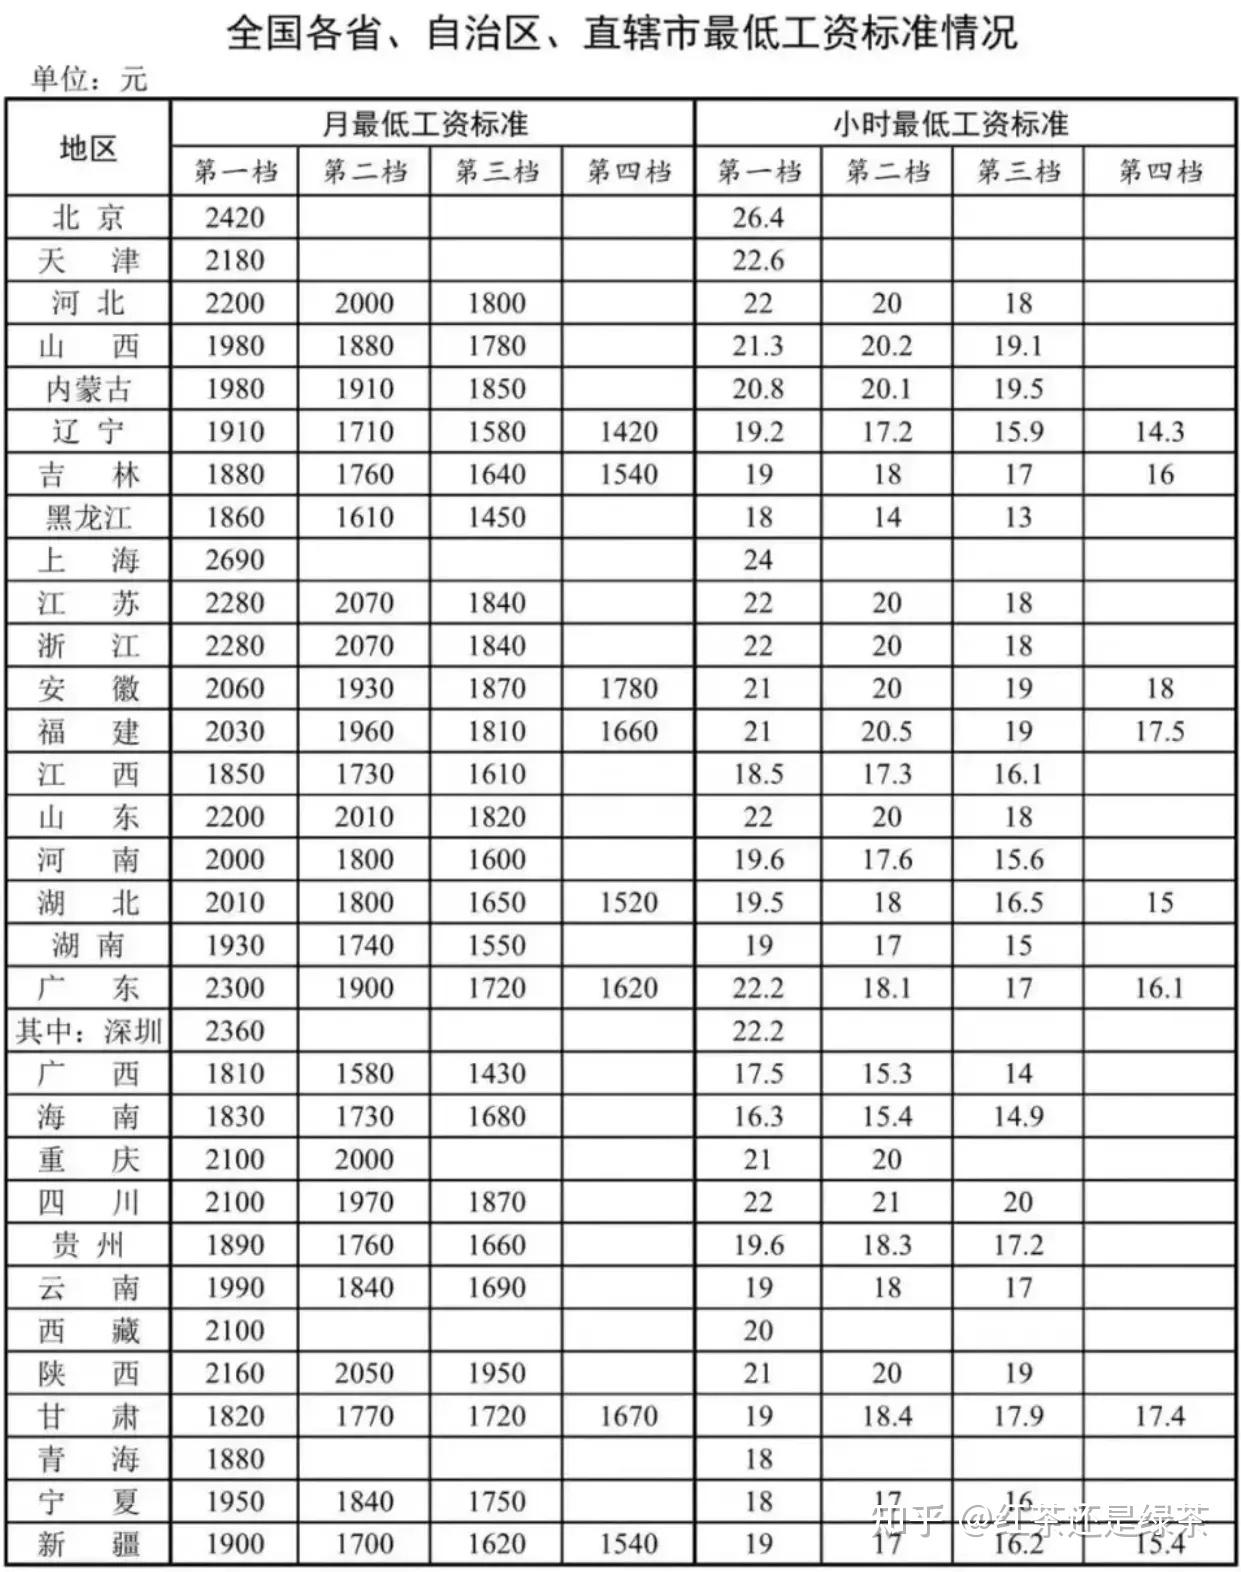 全国各省、自治区、直辖市最低工资标准情况
单位：元
地区 月最低工资标准 小时最低工资标准
第一档 第二档 第三档 第四档 第一档 第二档 第三档 第四档
北京 2420 26.4
天津 2180 22.6
河北 2200 2000 1800 22 20 18
山西 1980 1880 1780 21.3 20.2 19.1
内蒙古 1980 1910 1850 20.8 20.1 19.5
辽宁 1910 1710 1580 1420 19.2 17.2 15.9 14.3
吉林 1880 1760 1640 1540 19 18 17 16
黑龙江 1860 1610 1450 18 14 13
上海 2690 24
江苏 2280 2070 1840 22 20 18
浙江 2280 2070 1840 22 20 18
安徽 2060 1930 1870 1780 21 20 19 18
福建 2030 1960 1810 1660 21 20.5 19 17.5
江西 1850 1730 1610 18.5 17.3 16.1
山东 2200 2010 1820 22 20 18
河南 2000 1800 1600 19.6 17.6 15.6
湖北 2010 1800 1650 1520 19.5 18 16.5 15
湖南 1930 1740 1550 19 17 15
广东 2300 1900 1720 1620 22.2 18.1 17 16.1
其中：深圳 2360 22.2
广西 1810 1580 1430 17.5 15.3 14
海南 1830 1730 1680 16.3 15.4 14.9
重庆 2100 2000 21 20
四川 2100 1970 1870 22 21 20
贵州 1890 1760 1660 19.6 18.3 17.2
云南 1990 1840 1690 19 18 17
西藏 2100 20
陕西 2160 2050 1950 21 20 19
甘肃 1820 1770 1720 1670 19 18.4 17.9 17.4
青海 1880 18
宁夏 1950 1840 1750 18 17 16
知乎 @红茶还是绿茶
新疆 1900 1700 1620 1540 19 17 16.2 15.4